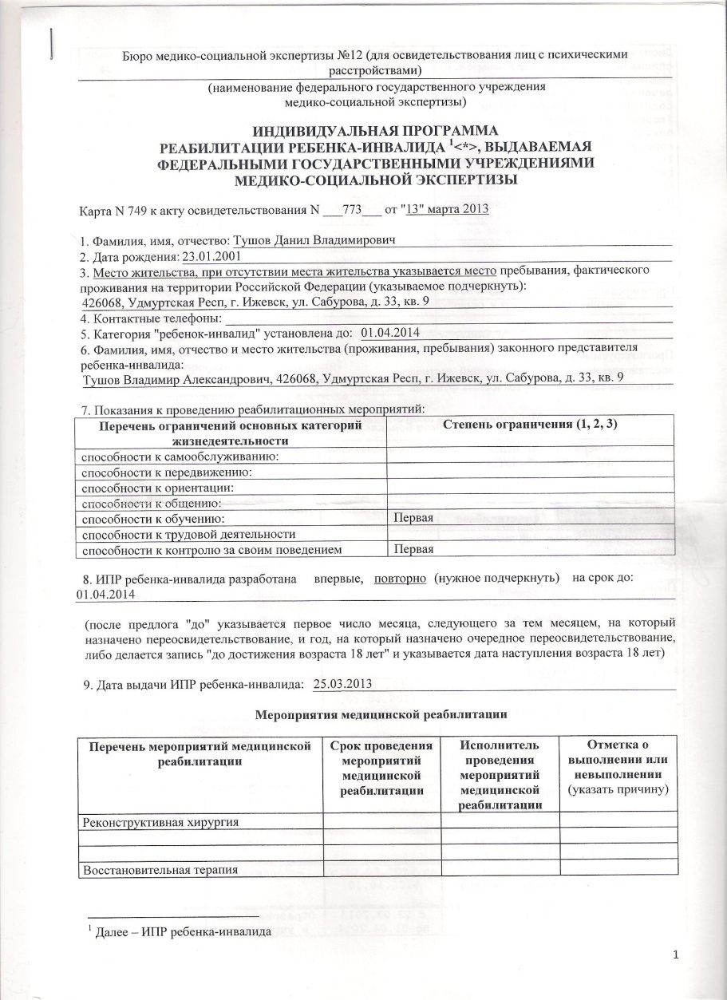 Бюро медико-социальной экспертизы №12 (для освидетельствования лиц с психическими
расстройствами)
(наименование федерального государственного учреждения
медико-социальной экспертизы)
ИНДИВИДУАЛЬНАЯ ПРОГРАММА
РЕАБИЛИТАЦИИ РЕБЕНКА-ИНВАЛИДА ¹<*>, ВЫДАВАЕМАЯ
ФЕДЕРАЛЬНЫМИ ГОСУДАРСТВЕННЫМИ УЧРЕЖДЕНИЯМИ
МЕДИКО-СОЦИАЛЬНОЙ ЭКСПЕРТИЗЫ
Карта N 749 к акту освидетельствования N ___773___ от "13" марта 2013
1. Фамилия, имя, отчество: Тушов Данил Владимирович
2. Дата рождения: 23.01.2001
3. Место жительства, при отсутствии места жительства указывается место пребывания, фактического
проживания на территории Российской Федерации (указываемое подчеркнуть):
426068, Удмуртская Респ, г. Ижевск, ул. Сабурова, д. 33, кв. 9
4. Контактные телефоны:
5. Категория "ребенок-инвалид" установлена до: 01.04.2014
6. Фамилия, имя, отчество и место жительства (проживания, пребывания) законного представителя
ребенка-инвалида:
Тушов Владимир Александрович, 426068, Удмуртская Респ, г. Ижевск, ул. Сабурова, д. 33, кв. 9
7. Показания к проведению реабилитационных мероприятий:
Перечень ограничений основных категорий Степень ограничения (1, 2, 3)
жизнедеятельности
способности к самообслуживанию:
способности к передвижению:
способности к ориентации:
способности к общению:
способности к обучению: Первая
способности к трудовой деятельности
способности к контролю за своим поведением Первая
8. ИПР ребенка-инвалида разработана впервые, повторно (нужное подчеркнуть) на срок до:
01.04.2014
(после предлога "до" указывается первое число месяца, следующего за тем месяцем, на который
назначено переосвидетельствование, и год, на который назначено очередное переосвидетельствование,
либо делается запись "до достижения возраста 18 лет" и указывается дата наступления возраста 18 лет)
9. Дата выдачи ИПР ребенка-инвалида: 25.03.2013
Мероприятия медицинской реабилитации
Перечень мероприятий медицинской Срок проведения Исполнитель Отметка о
реабилитации мероприятий проведения выполнении или
медицинской мероприятий невыполнении
реабилитации медицинской (указать причину)
реабилитации
Реконструктивная хирургия
Восстановительная терапия
¹ Далее – ИПР ребенка-инвалида
1